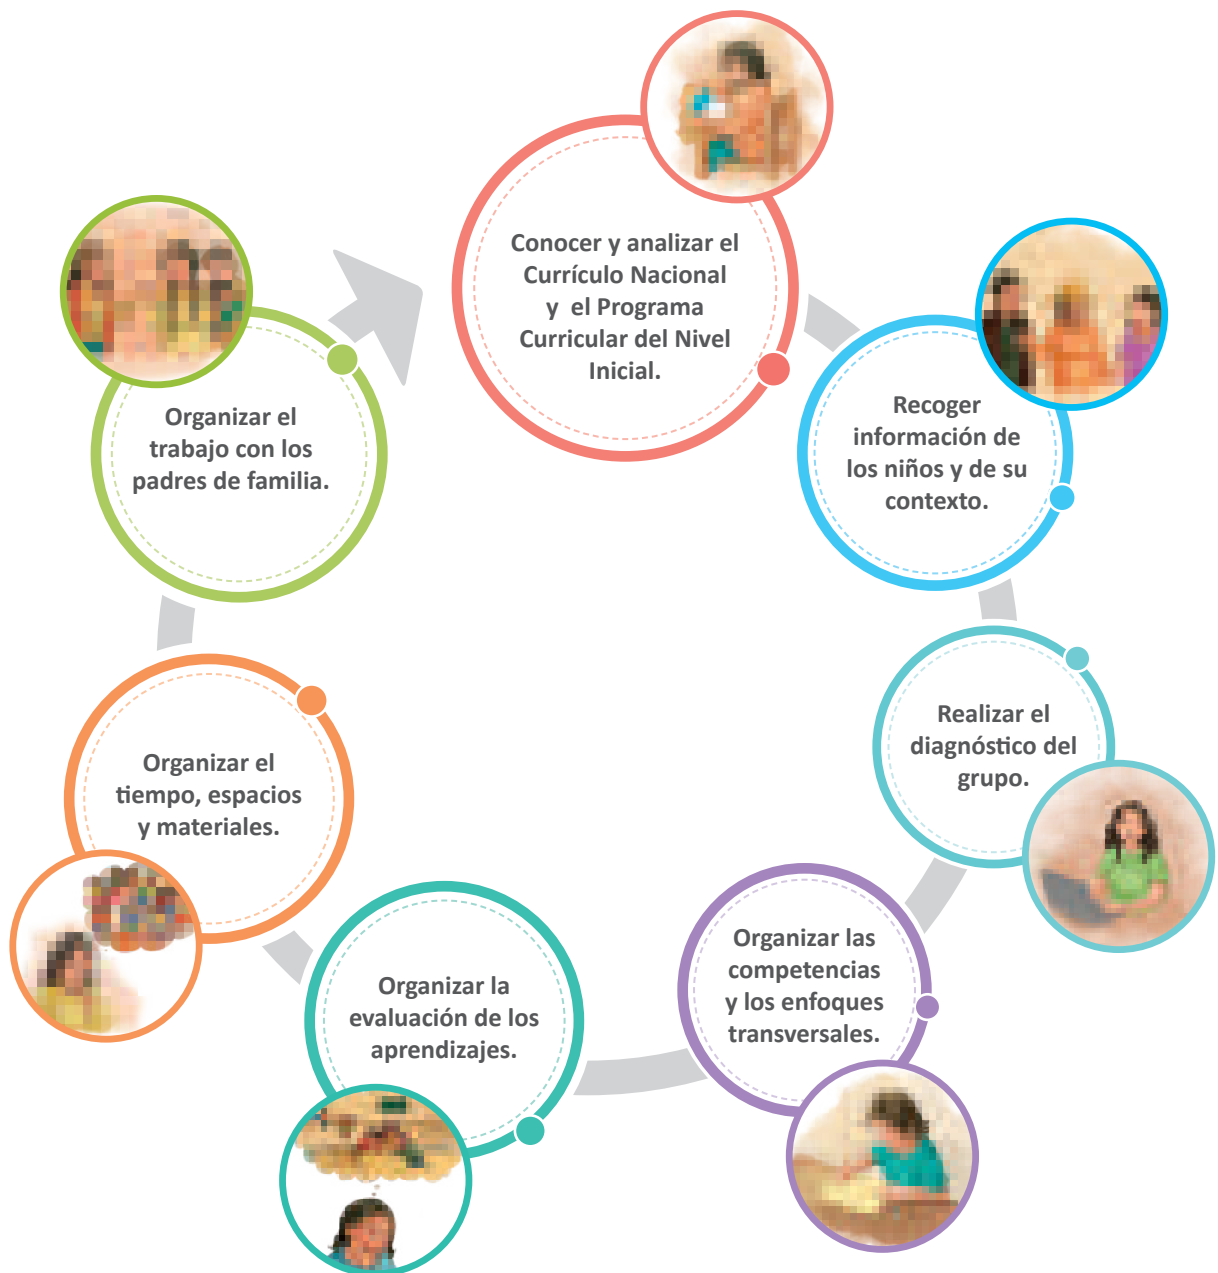 Conocer y analizar el
Currículo Nacional
y el Programa
Curricular del Nivel
Inicial.
Recoger
información de
los niños y de su
contexto.
Realizar el
diagnóstico del
grupo.
Organizar las
competencias
y los enfoques
transversales.
Organizar la
evaluación de los
aprendizajes.
Organizar el
tiempo, espacios
y materiales.
Organizar el
trabajo con los
padres de familia.